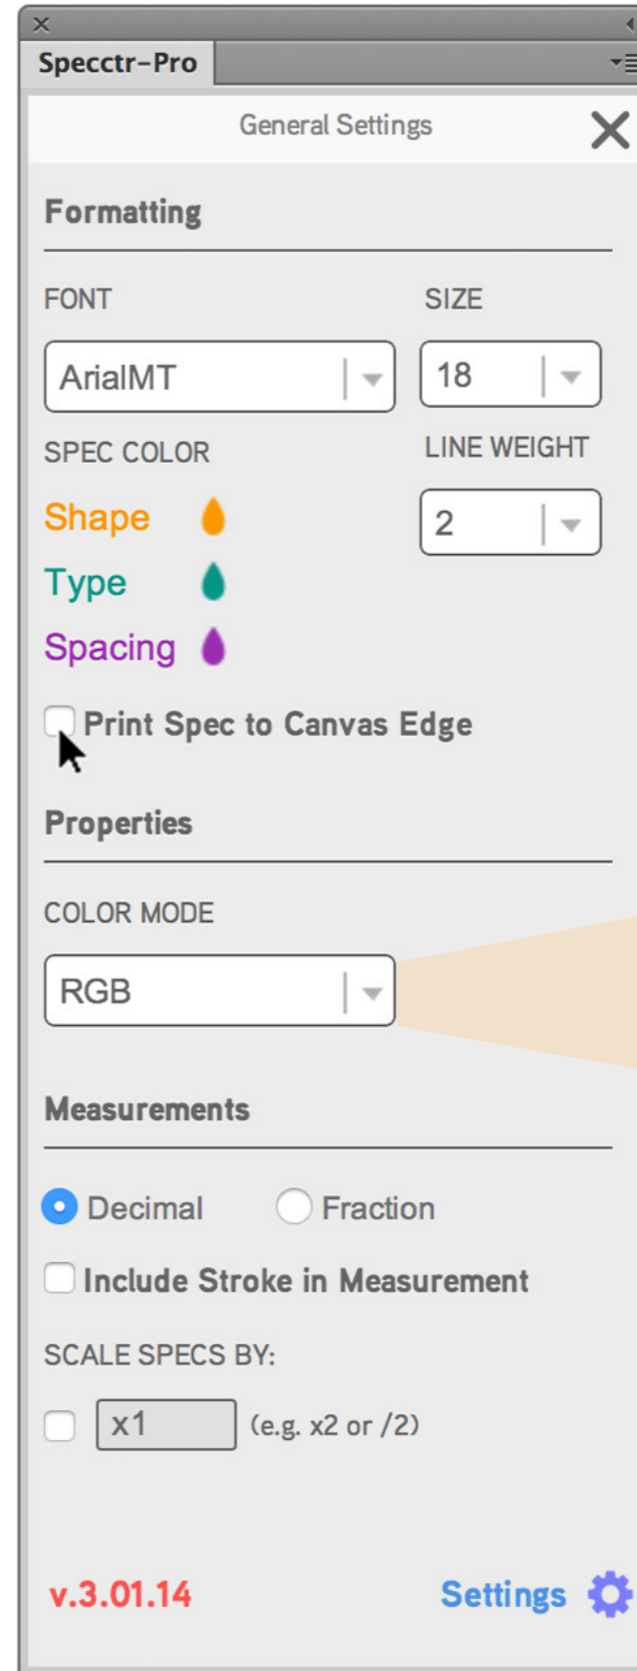 Specctr-Pro
General Settings
Formatting
FONT
SIZE
ArialMT
18
SPEC COLOR
LINE WEIGHT
Shape
2
Type
Spacing
Print Spec to Canvas Edge
Properties
COLOR MODE
RGB
Measurements
Decimal Fraction
Include Stroke in Measurement
SCALE SPECS BY:
x1 (e.g. x2 or /2)
v.3.01.14 Settings